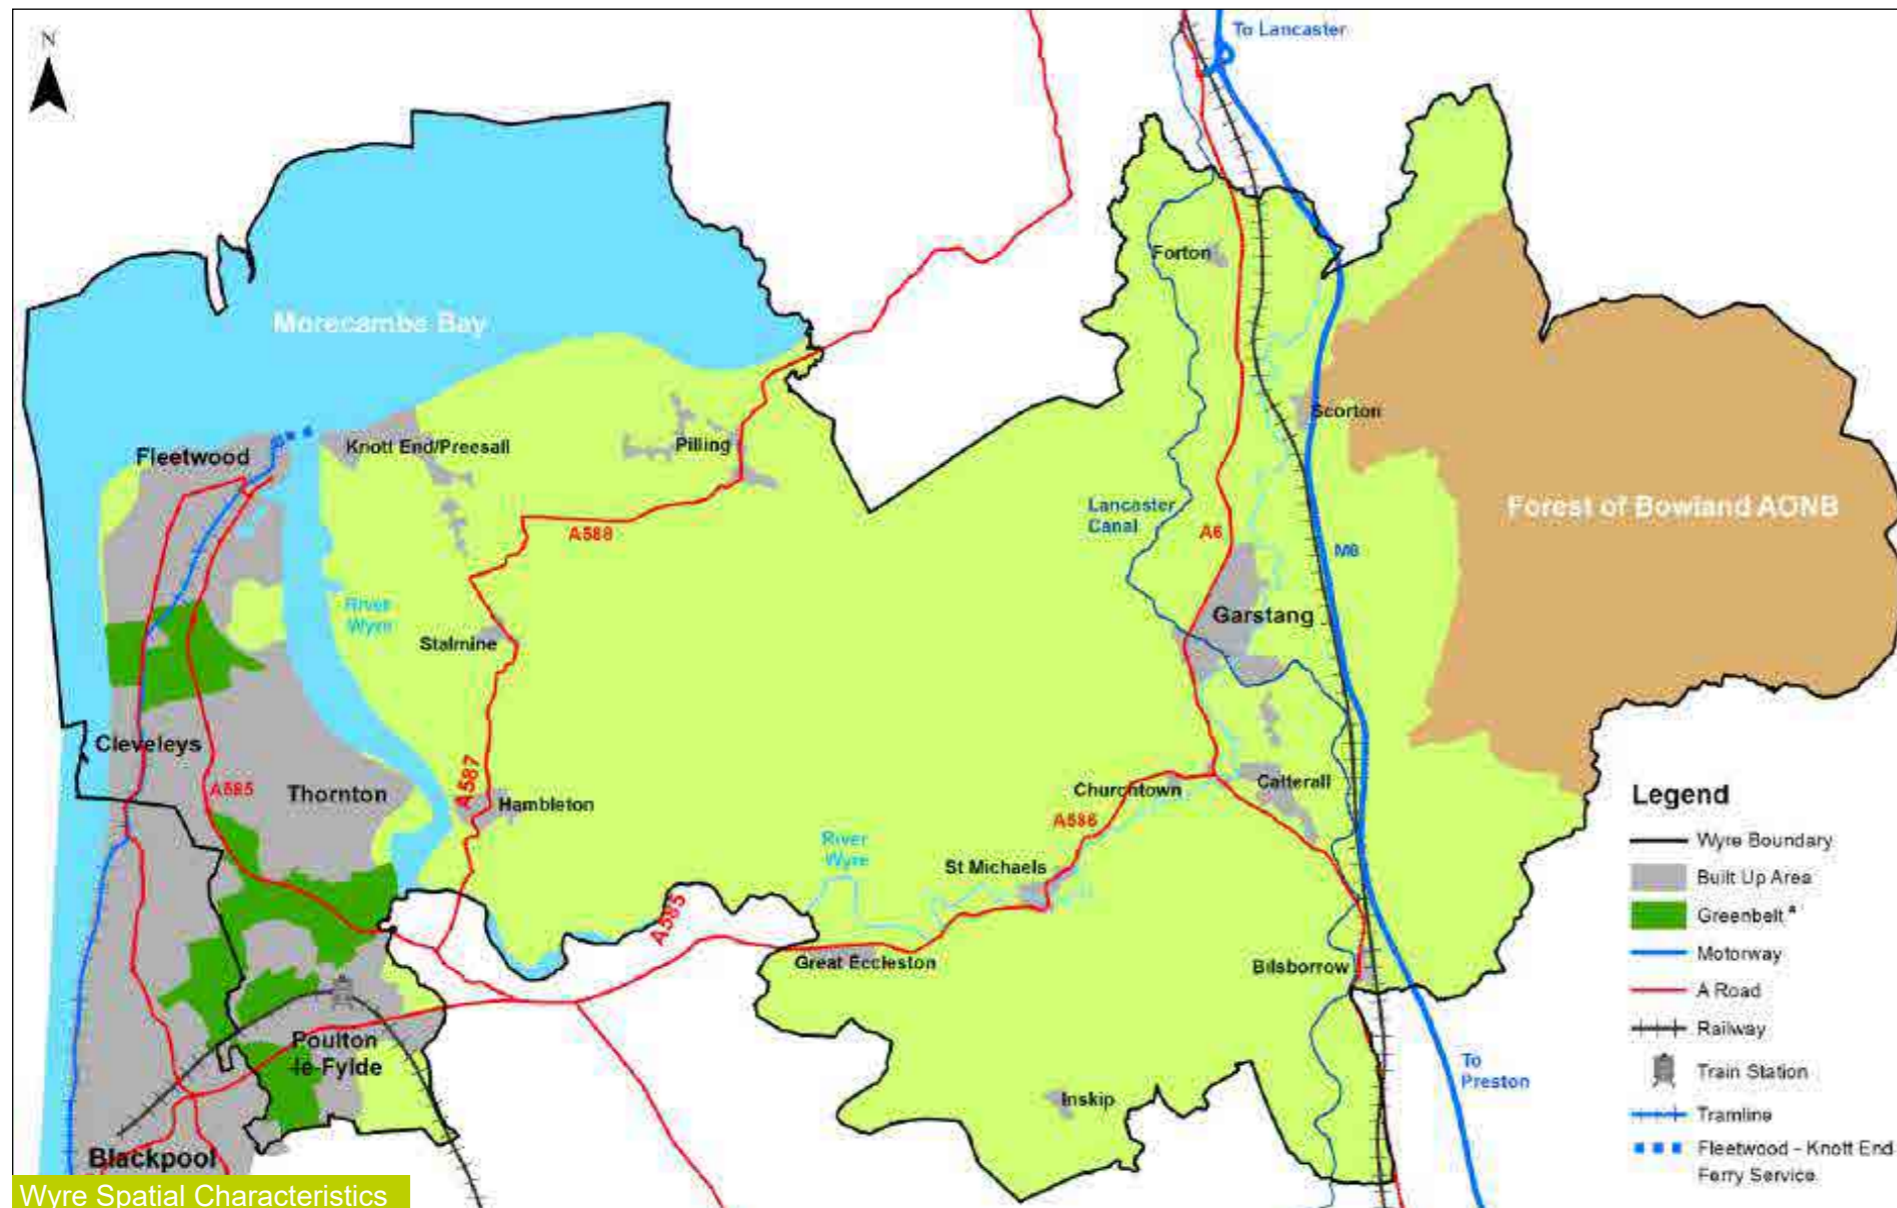 N
To Lancaster
Forton
Morecambe Bay
Scorton
Fleetwood
Knott End/Preesall
Pilling
Lancaster
Canal
A6
A588
Forest of Bowland AONB
M6
River
Wyre
Garstang
Stalmine
Cleveleys
A585
Thornton
A587
Hambleton
Churchtown
Catterall
A586
River
Wyre
St Michaels
A585
Great Eccleston
Bilsborrow
Poulton
-le-Fylde
Inskip
To
Preston
Blackpool
Legend
Wyre Boundary
Built Up Area
Greenbelt *
Motorway
A Road
Railway
Train Station
Tramline
Fleetwood - Knott End
Ferry Service
Wyre Spatial Characteristics